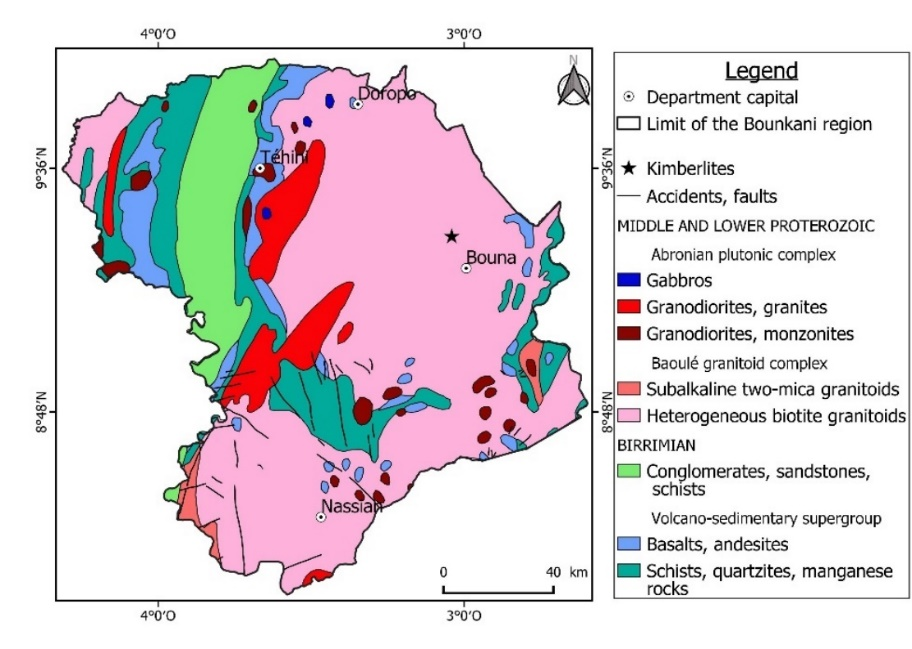 4°0'O
3°0'O
N
Doropo
Téhini
9°36'N
9°36'N
Bouna
8°48'N
8°48'N
Nassian
0 40 km
4°0'O
3°0'O
Legend
Department capital
Limit of the Bounkani region
Kimberlites
Accidents, faults
MIDDLE AND LOWER PROTEROZOIC
Abronian plutonic complex
Gabbros
Granodiorites, granites
Granodiorites, monzonites
Baoulé granitoid complex
Subalkaline two-mica granitoids
Heterogeneous biotite granitoids
BIRRIMIAN
Conglomerates, sandstones,
schists
Volcano-sedimentary supergroup
Basalts, andesites
Schists, quartzites, manganese
rocks